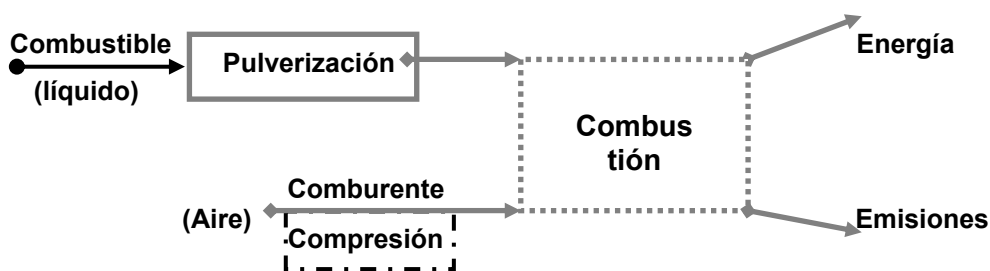 Combustible
(líquido)
Pulverización
Energía
Combus
tión
Comburente
(Aire)
Compresión
Emisiones